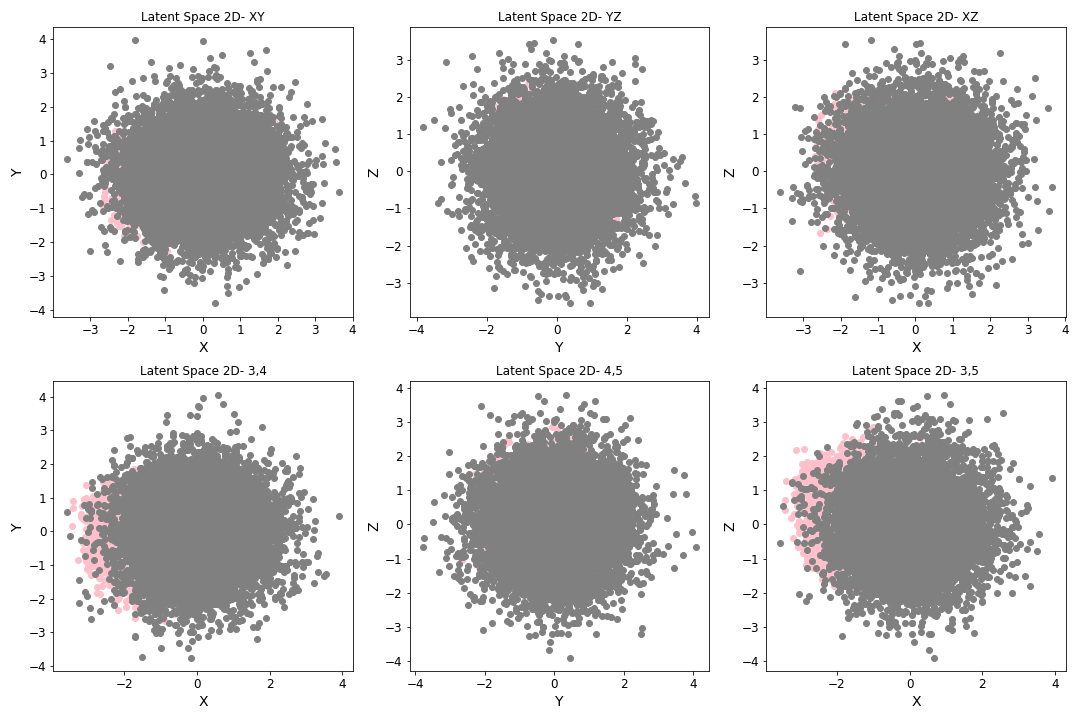 Latent Space 2D- XY
4
3
2
1
0
−1
−2
−3
−4
Y
−3 −2 −1 0 1 2 3 4
X
Latent Space 2D- YZ
3
2
1
0
−1
−2
−3
Z
−4 −2 0 2 4
Y
Latent Space 2D- XZ
3
2
1
0
−1
−2
−3
Z
−3 −2 −1 0 1 2 3 4
X
Latent Space 2D- 3,4
4
3
2
1
0
−1
−2
−3
−4
Y
−2 0 2 4
X
Latent Space 2D- 4,5
4
3
2
1
0
−1
−2
−3
−4
Z
−4 −2 0 2 4
Y
Latent Space 2D- 3,5
4
3
2
1
0
−1
−2
−3
−4
Z
−2 0 2 4
X